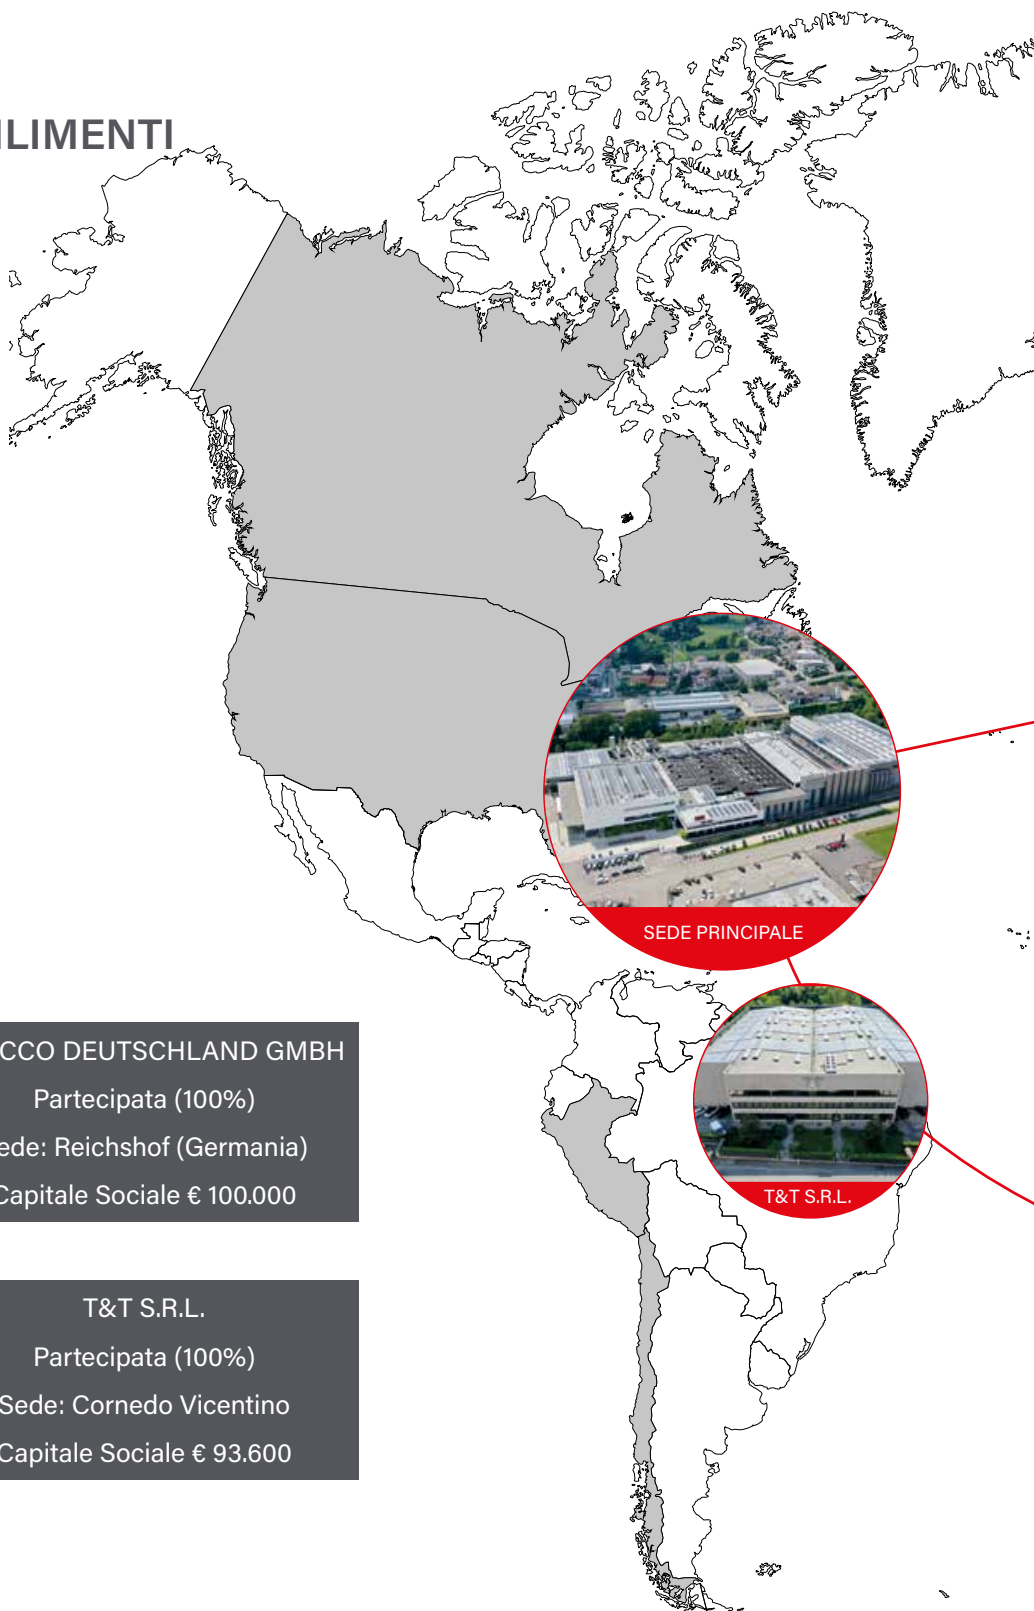 ILIMENTI
SEDE PRINCIPALE
CCO DEUTSCHLAND GMBH
Partecipata (100%)
ede: Reichshof (Germania)
Capitale Sociale € 100.000
T&T S.R.L.
T&T S.R.L.
Partecipata (100%)
Sede: Cornedo Vicentino
Capitale Sociale € 93.600